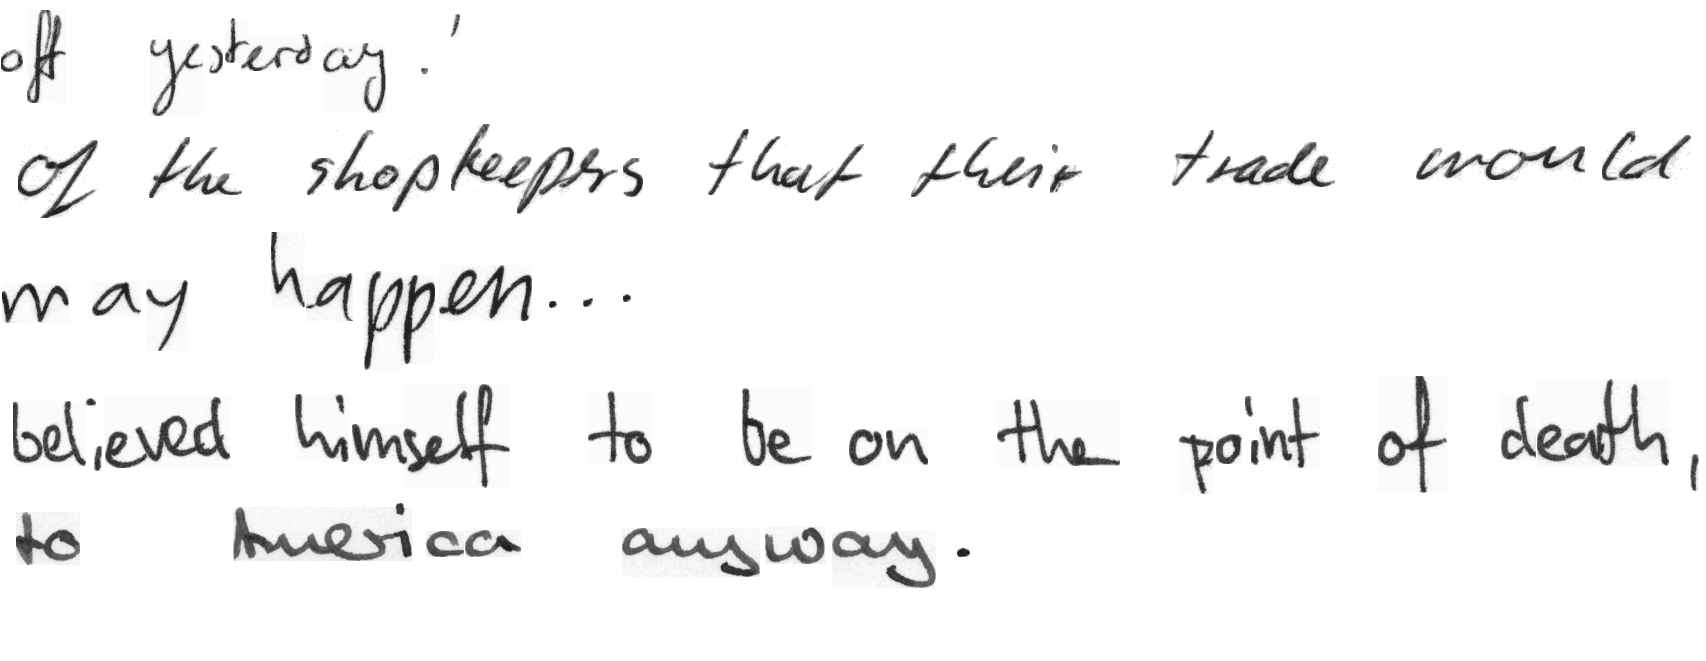 off yesterday.'
of the shopkeepers that their trade would
may happen...
believed himself to be on the point of death,
to America anyway.